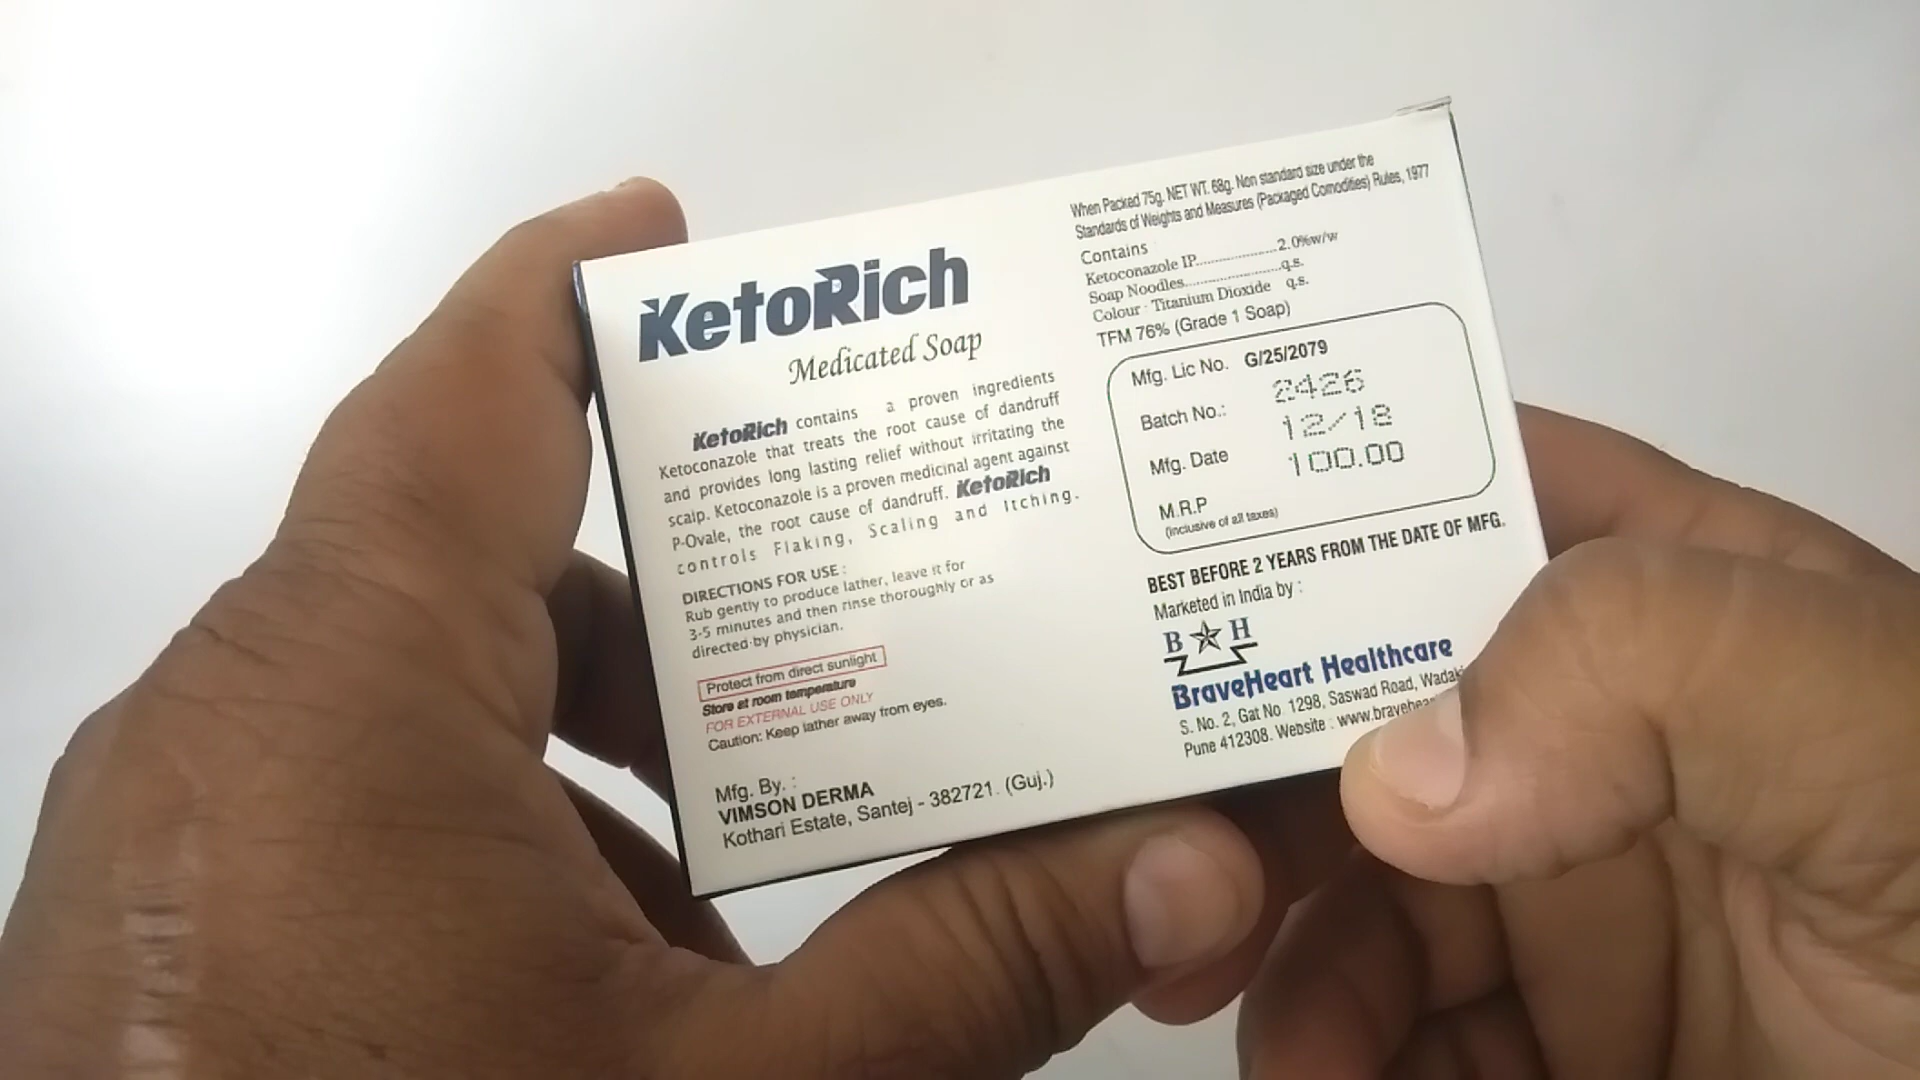 KetoRich
Medicated Soap
KetoRich contains a proven ingredients
Ketoconazole that treats the root cause of dandruff
and provides long lasting relief without irritating the
scalp. Ketoconazole is a proven medicinal agent against
P-Ovale, the root cause of dandruff. KetoRich
controls Flaking, Scaling and Itching.
DIRECTIONS FOR USE :
Rub gently to produce lather, leave it for
3-5 minutes and then rinse thoroughly or as
directed by physician.
Protect from direct sunlight
Store at room temperature
FOR EXTERNAL USE ONLY
Caution: Keep lather away from eyes.
Mfg. By. :
VIMSON DERMA
Kothari Estate, Santej - 382721. (Guj.)
When Packed 75g. NET WT. 68g. Non standard size under the
Standards of Weights and Measures (Packaged Comodities) Rules, 1977
Contains
Ketoconazole IP.....................2.0%w/w
Soap Noodles.........................q.s.
Colour - Titanium Dioxide q.s.
TFM 76% (Grade 1 Soap)
Mfg. Lic No. G/25/2079
Batch No.: 2426
Mfg. Date 12/18
M.R.P 100.00
(inclusive of all taxes)
BEST BEFORE 2 YEARS FROM THE DATE OF MFG.
Marketed in India by :
B H
BraveHeart Healthcare
S. No. 2, Gat No. 1298, Saswad Road,
Pune 412308. Website :